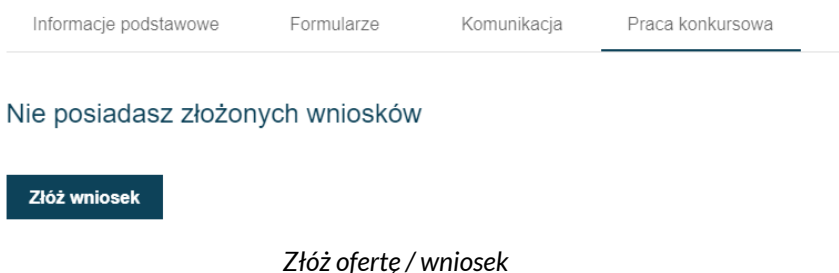 Informacje podstawowe Formularze Komunikacja Praca konkursowa
Nie posiadasz złożonych wniosków
Złóż wniosek
Złóż ofertę / wniosek